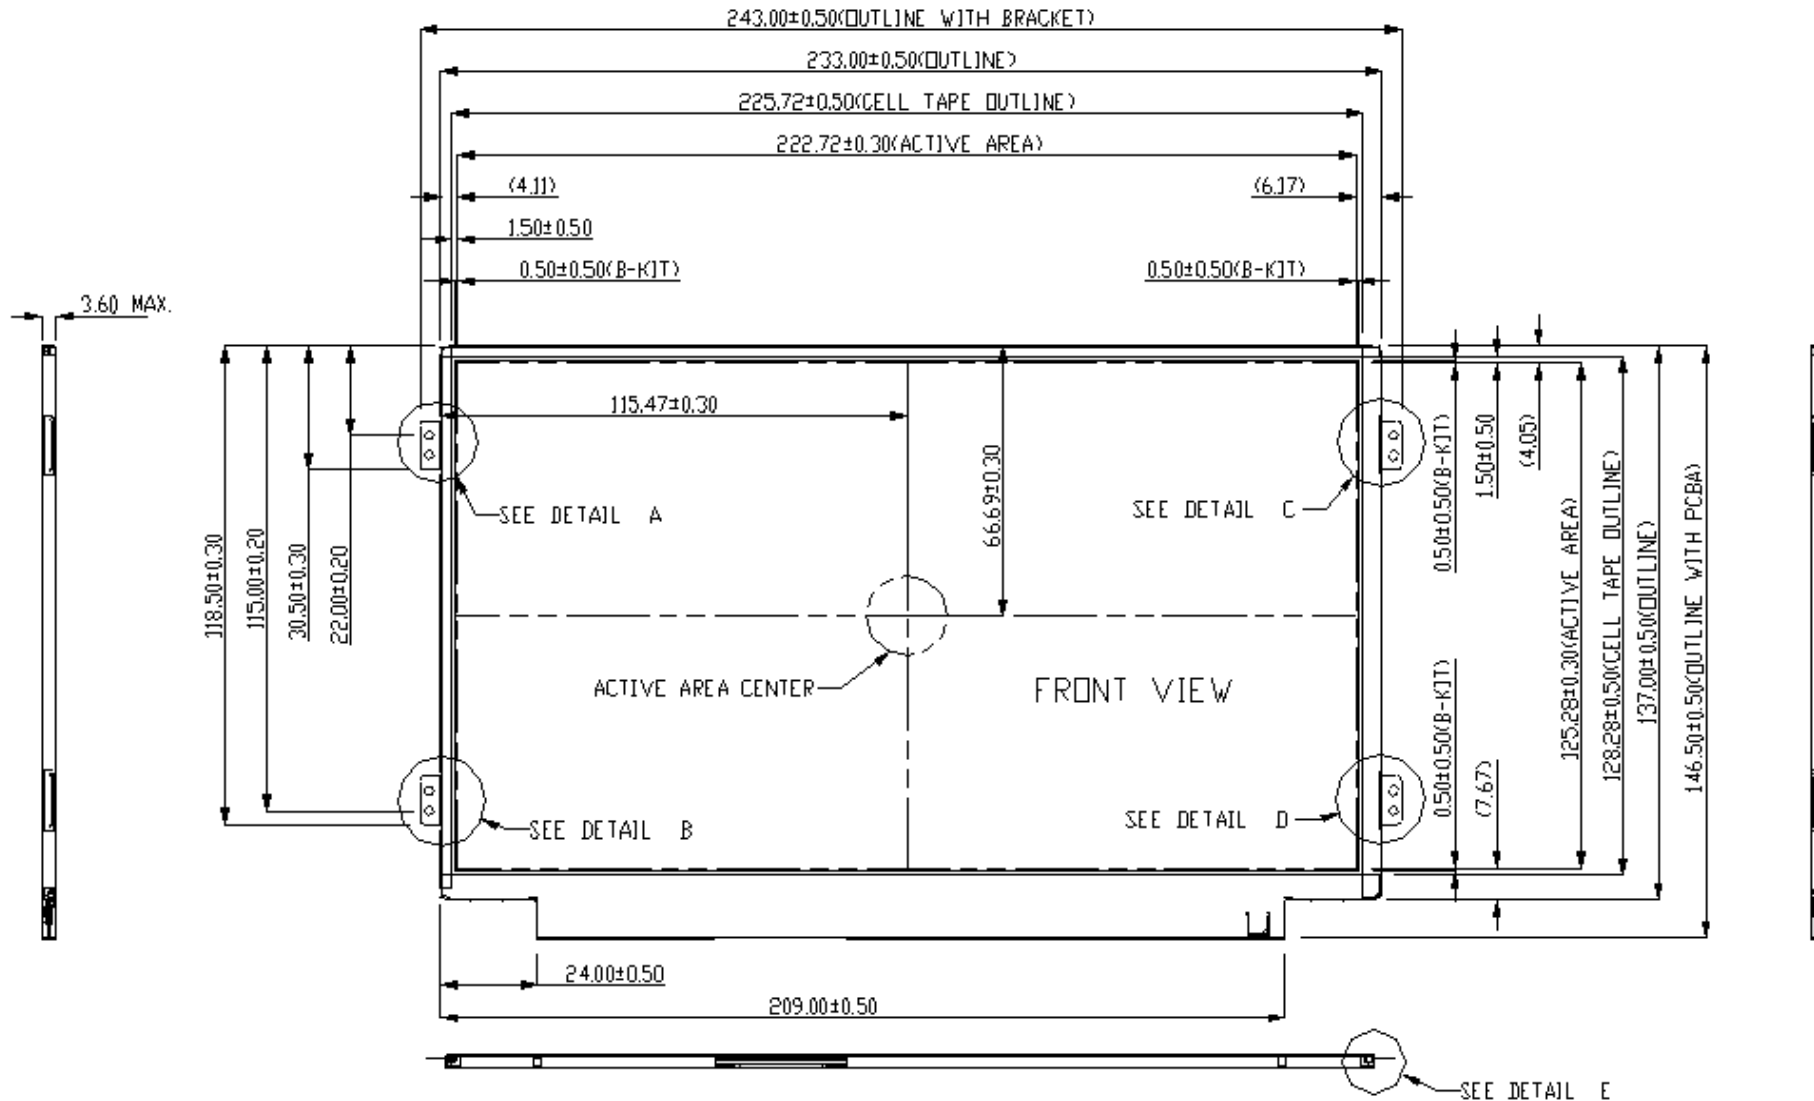 243.00±0.50(OUTLINE WITH BRACKET)
233.00±0.50(OUTLINE)
225.72±0.50(CELL TAPE OUTLINE)
222.72±0.30(ACTIVE AREA)
(4.11)
(6.17)
1.50±0.50
0.50±0.50(B-KIT)
0.50±0.50(B-KIT)
3.60 MAX.
115.47±0.30
66.69±0.30
SEE DETAIL A
SEE DETAIL C
118.50±0.30
115.00±0.20
30.50±0.30
22.00±0.20
0.50±0.50(B-KIT)
1.50±0.50
(4.05)
125.28±0.30(ACTIVE AREA)
128.28±0.50(CELL TAPE OUTLINE)
137.00±0.50(OUTLINE)
146.50±0.50(OUTLINE WITH PCBA)
ACTIVE AREA CENTER
FRONT VIEW
0.50±0.50(B-KIT)
(7.67)
SEE DETAIL B
SEE DETAIL D
24.00±0.50
209.00±0.50
SEE DETAIL E